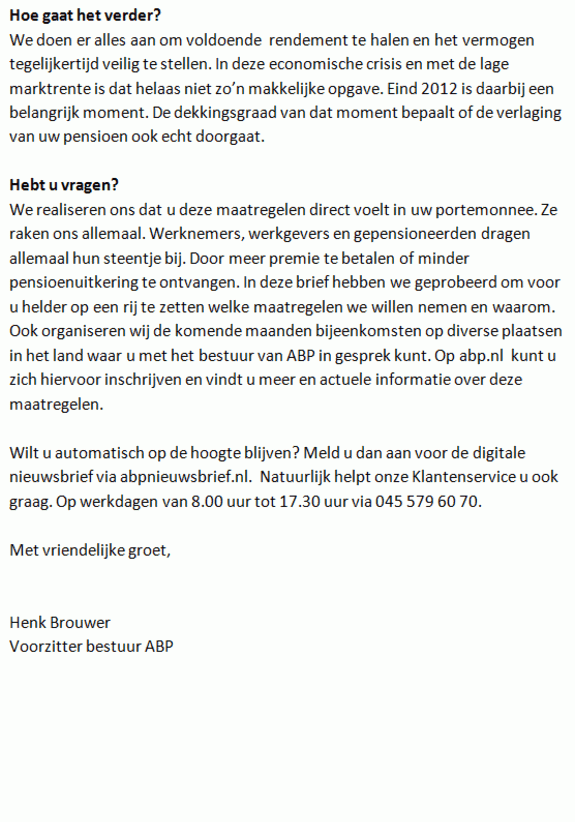 Hoe gaat het verder?
We doen er alles aan om voldoende  rendement te halen en het vermogen
tegelijkertijd veilig te stellen. In deze economische crisis en met de lage
marktrente is dat helaas niet zo’n makkelijke opgave. Eind 2012 is daarbij een
belangrijk moment. De dekkingsgraad van dat moment bepaalt of de verlaging
van uw pensioen ook echt doorgaat.

Hebt u vragen?
We realiseren ons dat u deze maatregelen direct voelt in uw portemonnee. Ze
raken ons allemaal. Werknemers, werkgevers en gepensioneerden dragen
allemaal hun steentje bij. Door meer premie te betalen of minder
pensioenuitkering te ontvangen. In deze brief hebben we geprobeerd om voor
u helder op een rij te zetten welke maatregelen we willen nemen en waarom.
Ook organiseren wij de komende maanden bijeenkomsten op diverse plaatsen
in het land waar u met het bestuur van ABP in gesprek kunt. Op abp.nl  kunt u
zich hiervoor inschrijven en vindt u meer en actuele informatie over deze
maatregelen.

Wilt u automatisch op de hoogte blijven? Meld u dan aan voor de digitale
nieuwsbrief via abpnieuwsbrief.nl.  Natuurlijk helpt onze Klantenservice u ook
graag. Op werkdagen van 8.00 uur tot 17.30 uur via 045 579 60 70.

Met vriendelijke groet,

Henk Brouwer
Voorzitter bestuur ABP